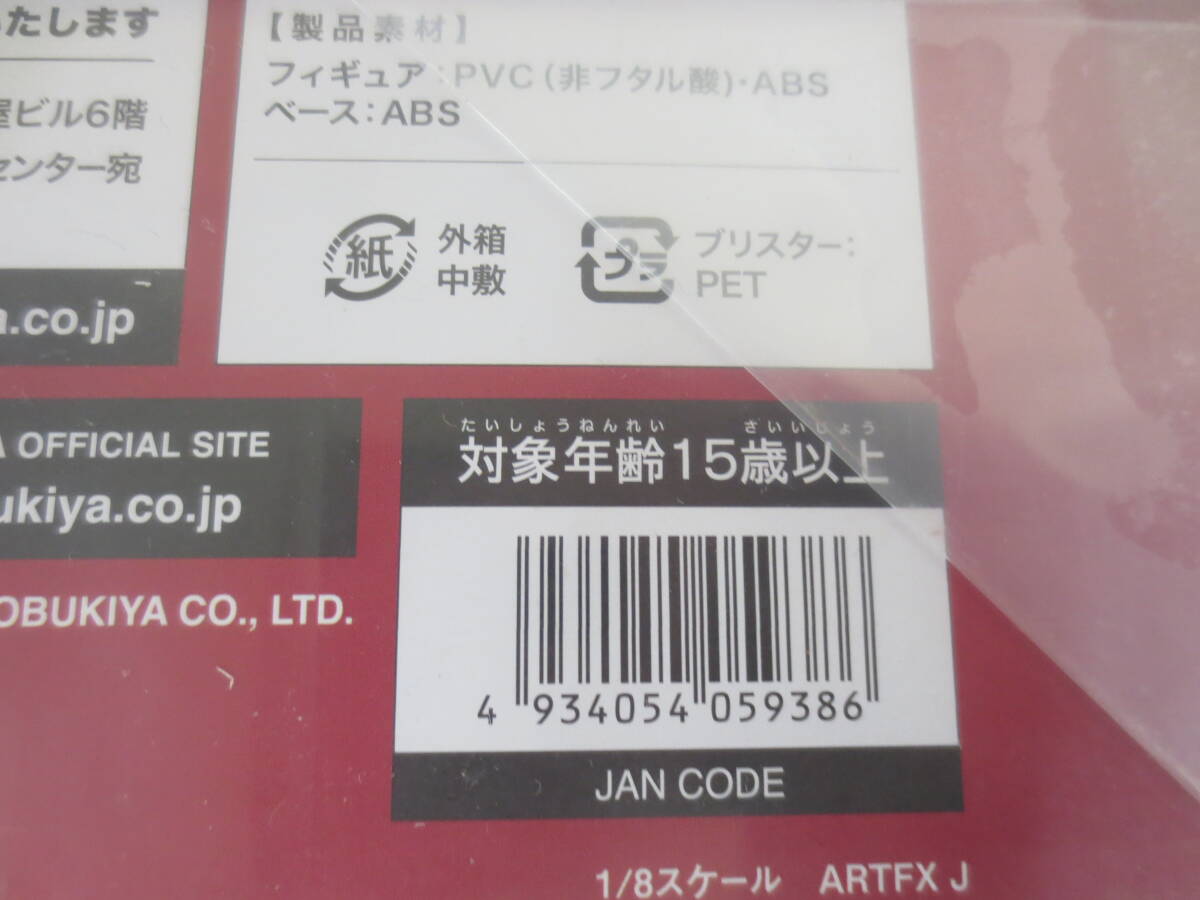 いたします
屋ビル6階
センター宛
a.co.jp
【製品素材】
フィギュア:PVC(非フタル酸)・ABS
ベース:ABS
紙
外箱
中敷
プラ
ブリスター:
PET
A OFFICIAL SITE
ukiya.co.jp
OBUKIYA CO., LTD.
たいしょうねんれい さいいじょう
対象年齢15歳以上
4 934054 059386
JAN CODE
1/8スケール ARTFX J